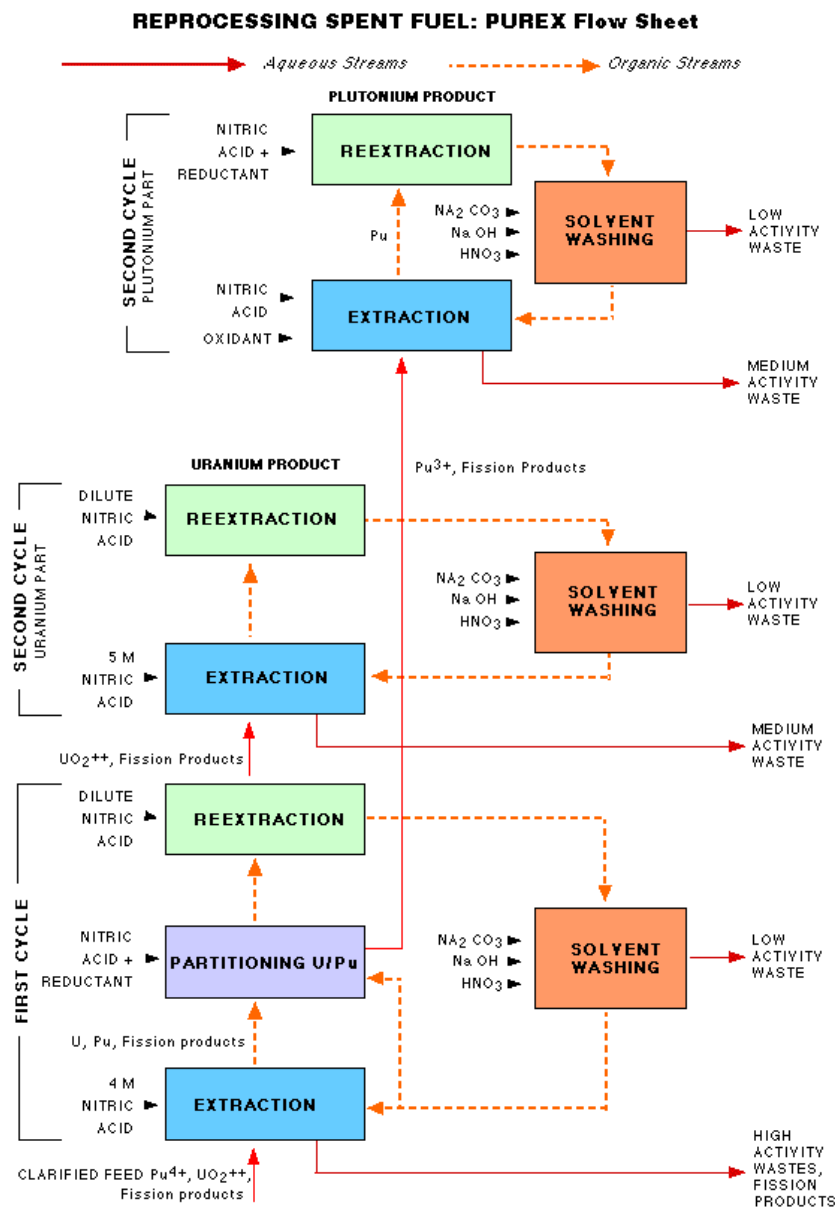 REPROCESSING SPENT FUEL: PUREX Flow Sheet
Aqueous Streams
Organic Streams
PLUTONIUM PRODUCT
SECOND CYCLE
PLUTONIUM PART
NITRIC
ACID +
REDUCTANT
REEXTRACTION
Pu
NA2 CO3
Na OH
HNO3
SOLVENT
WASHING
LOW
ACTIVITY
WASTE
NITRIC
ACID
OXIDANT
EXTRACTION
MEDIUM
ACTIVITY
WASTE
Pu3+, Fission Products
URANIUM PRODUCT
SECOND CYCLE
URANIUM PART
DILUTE
NITRIC
ACID
REEXTRACTION
NA2 CO3
Na OH
HNO3
SOLVENT
WASHING
LOW
ACTIVITY
WASTE
5 M
NITRIC
ACID
EXTRACTION
MEDIUM
ACTIVITY
WASTE
UO2++, Fission Products
FIRST CYCLE
DILUTE
NITRIC
ACID
REEXTRACTION
NITRIC
ACID +
REDUCTANT
PARTITIONING U/Pu
NA2 CO3
Na OH
HNO3
SOLVENT
WASHING
LOW
ACTIVITY
WASTE
U, Pu, Fission products
4 M
NITRIC
ACID
EXTRACTION
HIGH
ACTIVITY
WASTES,
FISSION
PRODUCTS
CLARIFIED FEED Pu4+, UO2++,
Fission products